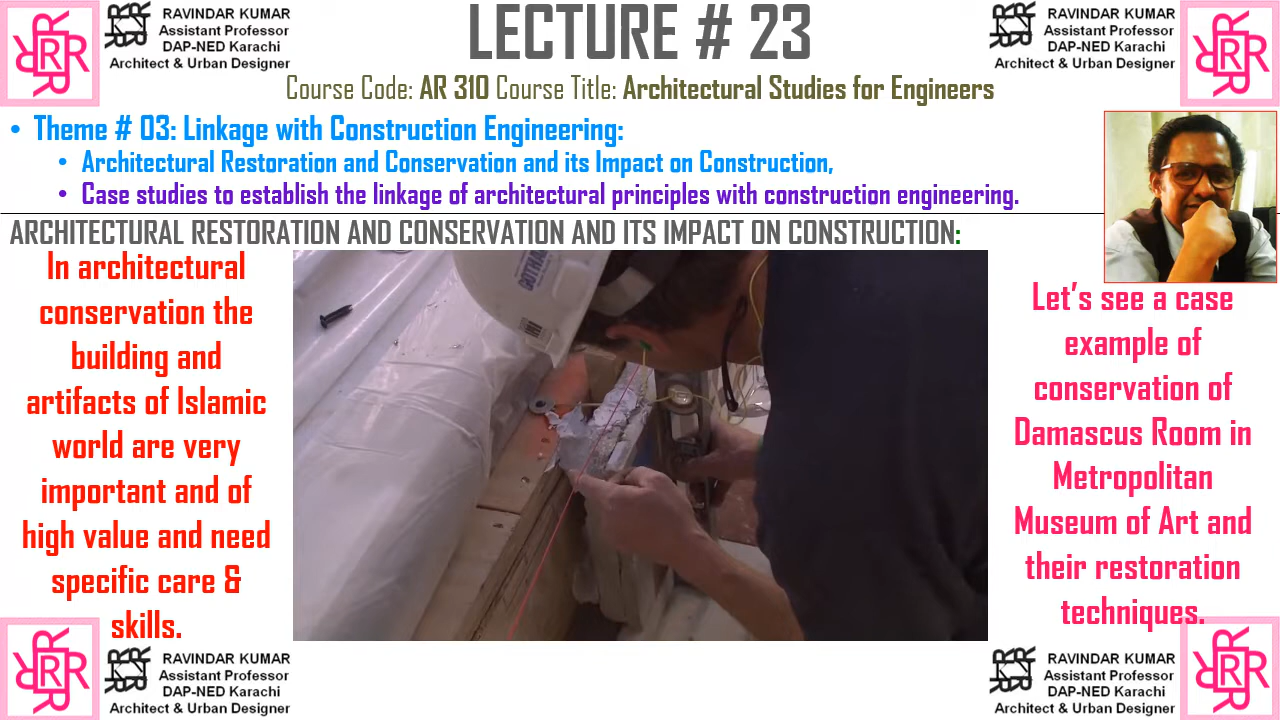 RAVINDAR KUMAR
Assistant Professor
DAP-NED Karachi
Architect & Urban Designer
LECTURE # 23
RAVINDAR KUMAR
Assistant Professor
DAP-NED Karachi
Architect & Urban Designer
Course Code: AR 310 Course Title: Architectural Studies for Engineers
• Theme # 03: Linkage with Construction Engineering:
• Architectural Restoration and Conservation and its Impact on Construction,
• Case studies to establish the linkage of architectural principles with construction engineering.
ARCHITECTURAL RESTORATION AND CONSERVATION AND ITS IMPACT ON CONSTRUCTION:
In architectural
conservation the
building and
artifacts of Islamic
world are very
important and of
high value and need
specific care &
skills.
Let's see a case
example of
conservation of
Damascus Room in
Metropolitan
Museum of Art and
their restoration
techniques.
RAVINDAR KUMAR
Assistant Professor
DAP-NED Karachi
Architect & Urban Designer
RAVINDAR KUMAR
Assistant Professor
DAP-NED Karachi
Architect & Urban Designer